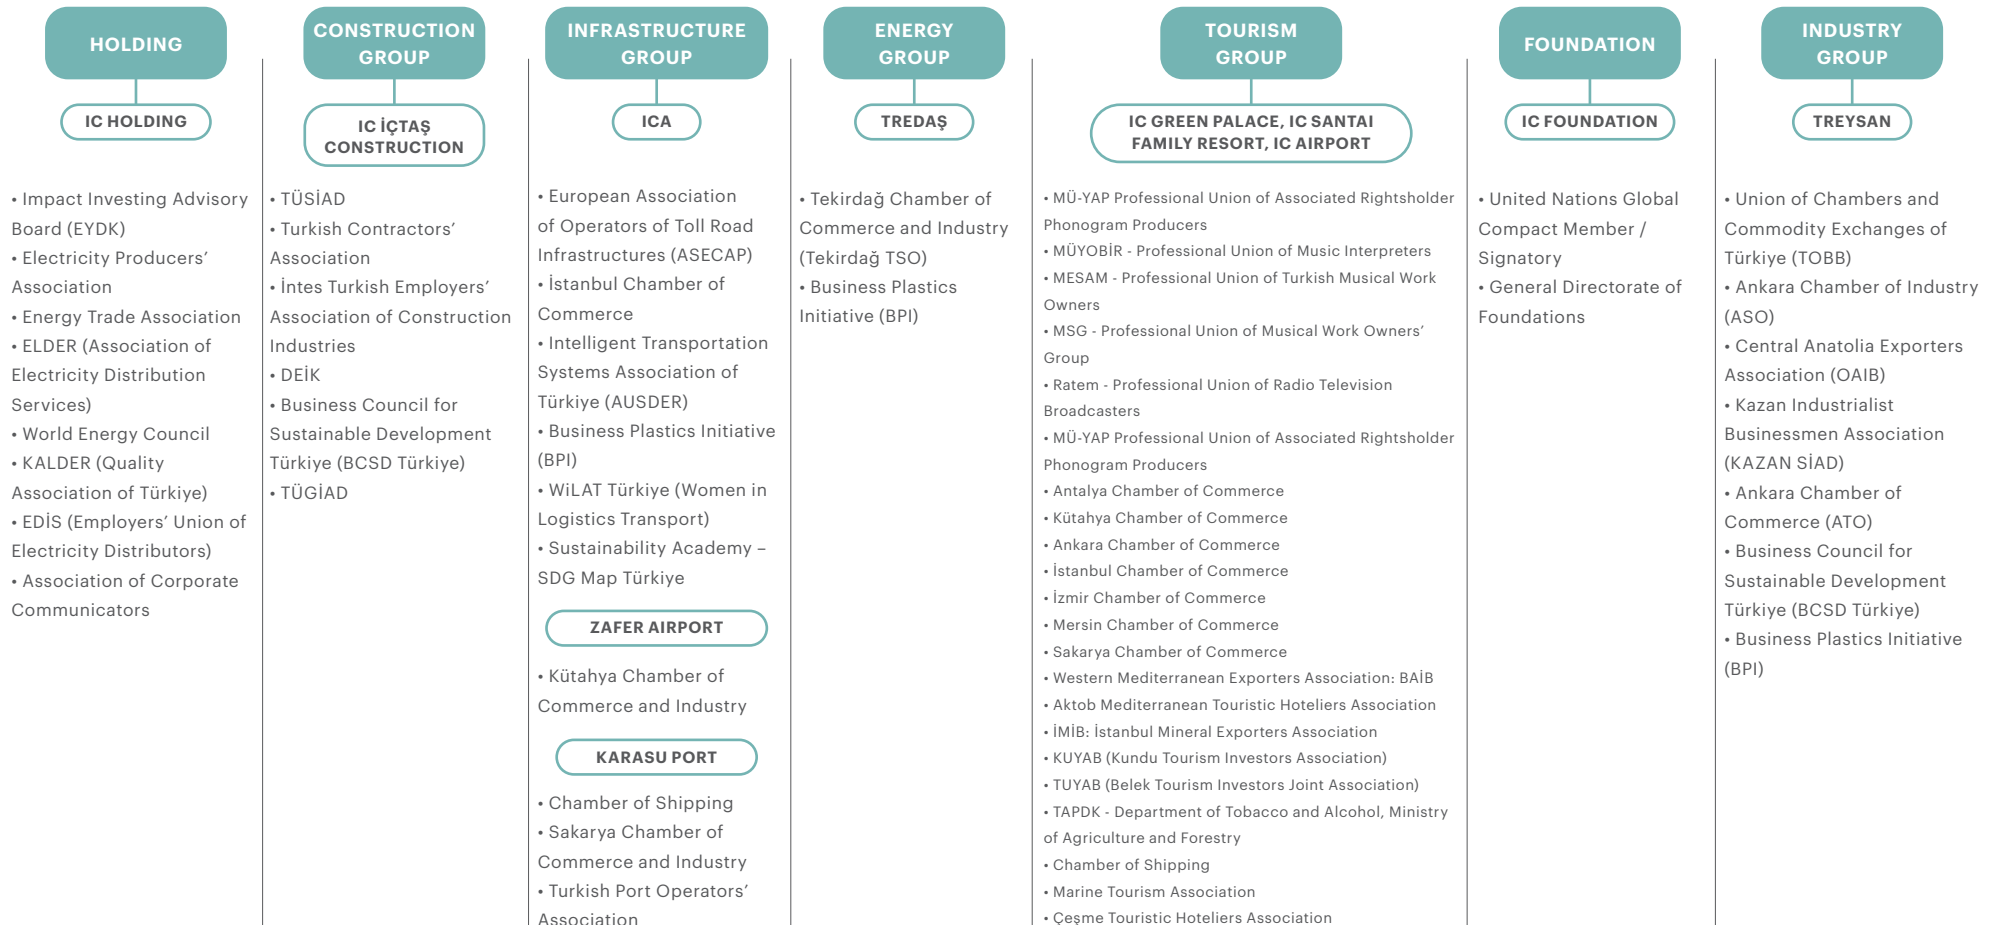 HOLDING
IC HOLDING
• Impact Investing Advisory
Board (EYDK)
• Electricity Producers’
Association
• Energy Trade Association
• ELDER (Association of
Electricity Distribution
Services)
• World Energy Council
• KALDER (Quality
Association of Türkiye)
• EDİS (Employers’ Union of
Electricity Distributors)
• Association of Corporate
Communicators
CONSTRUCTION
GROUP
IC İÇTAŞ
CONSTRUCTION
• TÜSİAD
• Turkish Contractors’
Association
• İntes Turkish Employers’
Association of Construction
Industries
• DEİK
• Business Council for
Sustainable Development
Türkiye (BCSD Türkiye)
• TÜGİAD
INFRASTRUCTURE
GROUP
ICA
• European Association
of Operators of Toll Road
Infrastructures (ASECAP)
• İstanbul Chamber of
Commerce
• Intelligent Transportation
Systems Association of
Türkiye (AUSDER)
• Business Plastics Initiative
(BPI)
• WiLAT Türkiye (Women in
Logistics Transport)
• Sustainability Academy –
SDG Map Türkiye
ZAFER AIRPORT
• Kütahya Chamber of
Commerce and Industry
KARASU PORT
• Chamber of Shipping
• Sakarya Chamber of
Commerce and Industry
• Turkish Port Operators’
Association
ENERGY
GROUP
TREDAŞ
• Tekirdağ Chamber of
Commerce and Industry
(Tekirdağ TSO)
• Business Plastics
Initiative (BPI)
TOURISM
GROUP
IC GREEN PALACE, IC SANTAI
FAMILY RESORT, IC AIRPORT
• MÜ-YAP Professional Union of Associated Rightsholder
Phonogram Producers
• MÜYOBİR - Professional Union of Music Interpreters
• MESAM - Professional Union of Turkish Musical Work
Owners
• MSG - Professional Union of Musical Work Owners’
Group
• Ratem - Professional Union of Radio Television
Broadcasters
• MÜ-YAP Professional Union of Associated Rightsholder
Phonogram Producers
• Antalya Chamber of Commerce
• Kütahya Chamber of Commerce
• Ankara Chamber of Commerce
• İstanbul Chamber of Commerce
• İzmir Chamber of Commerce
• Mersin Chamber of Commerce
• Sakarya Chamber of Commerce
• Western Mediterranean Exporters Association: BAİB
• Aktob Mediterranean Touristic Hoteliers Association
• İMİB: İstanbul Mineral Exporters Association
• KUYAB (Kundu Tourism Investors Association)
• TUYAB (Belek Tourism Investors Joint Association)
• TAPDK - Department of Tobacco and Alcohol, Ministry
of Agriculture and Forestry
• Chamber of Shipping
• Marine Tourism Association
• Çeşme Touristic Hoteliers Association
FOUNDATION
IC FOUNDATION
• United Nations Global
Compact Member /
Signatory
• General Directorate of
Foundations
INDUSTRY
GROUP
TREYSAN
• Union of Chambers and
Commodity Exchanges of
Türkiye (TOBB)
• Ankara Chamber of Industry
(ASO)
• Central Anatolia Exporters
Association (OAIB)
• Kazan Industrialist
Businessmen Association
(KAZAN SİAD)
• Ankara Chamber of
Commerce (ATO)
• Business Council for
Sustainable Development
Türkiye (BCSD Türkiye)
• Business Plastics Initiative
(BPI)